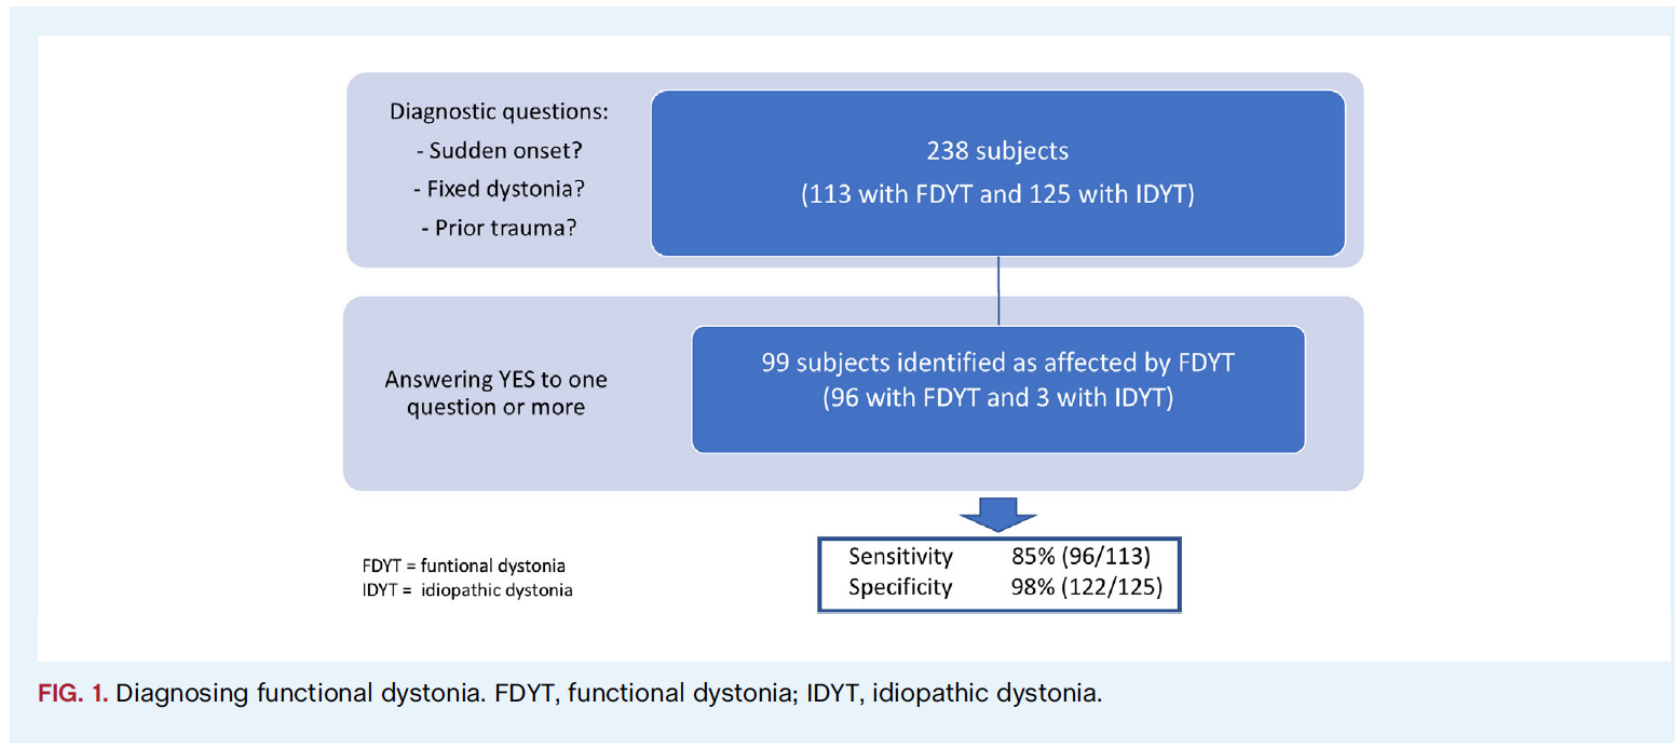 Diagnostic questions:
- Sudden onset?
- Fixed dystonia?
- Prior trauma?
238 subjects
(113 with FDYT and 125 with IDYT)
Answering YES to one
question or more
99 subjects identified as affected by FDYT
(96 with FDYT and 3 with IDYT)
FDYT = funtional dystonia
IDYT = idiopathic dystonia
Sensitivity 85% (96/113)
Specificity 98% (122/125)
FIG. 1. Diagnosing functional dystonia. FDYT, functional dystonia; IDYT, idiopathic dystonia.